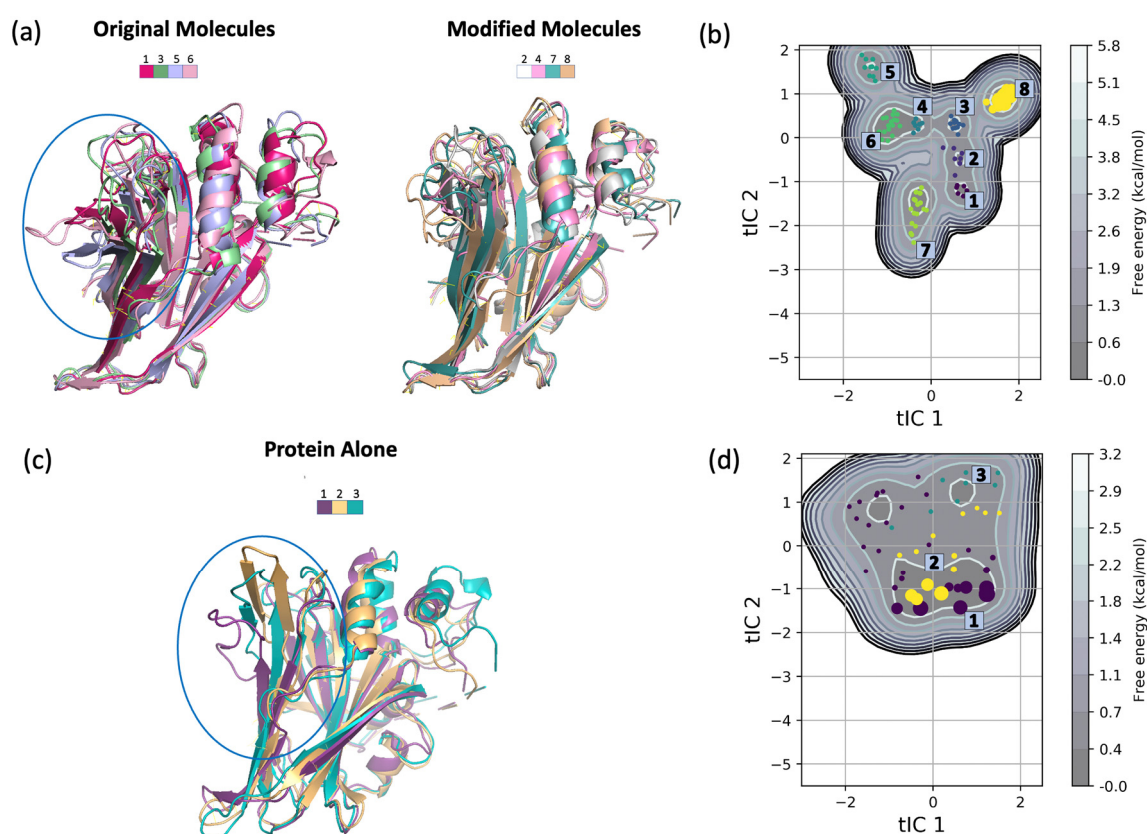 (a)
Original Molecules
1 3 5 6
Modified Molecules
2 4 7 8
(b)
2
1
0
−1
−2
−3
−4
−5
tIC 2
−2 0 2
tIC 1
5
4
3
8
6
2
1
7
5.8
5.1
4.5
3.8
3.2
2.6
1.9
1.3
0.6
-0.0
Free energy (kcal/mol)
(c)
Protein Alone
1 2 3
(d)
2
1
0
−1
−2
−3
−4
−5
tIC 2
−2 0 2
tIC 1
3
2
1
3.2
2.9
2.5
2.2
1.8
1.4
1.1
0.7
0.4
-0.0
Free energy (kcal/mol)